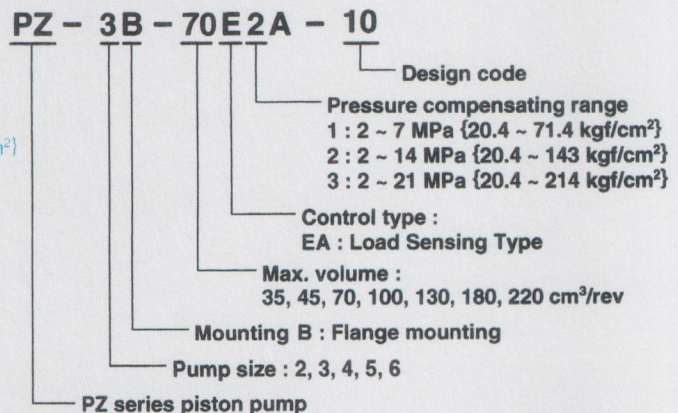 PZ - 3B - 70E2A - 10
Design code
Pressure compensating range
1 : 2 ~ 7 MPa {20.4 ~ 71.4 kgf/cm²}
2 : 2 ~ 14 MPa {20.4 ~ 143 kgf/cm²}
3 : 2 ~ 21 MPa {20.4 ~ 214 kgf/cm²}
Control type :
EA : Load Sensing Type
Max. volume :
35, 45, 70, 100, 130, 180, 220 cm³/rev
Mounting B : Flange mounting
Pump size : 2, 3, 4, 5, 6
PZ series piston pump